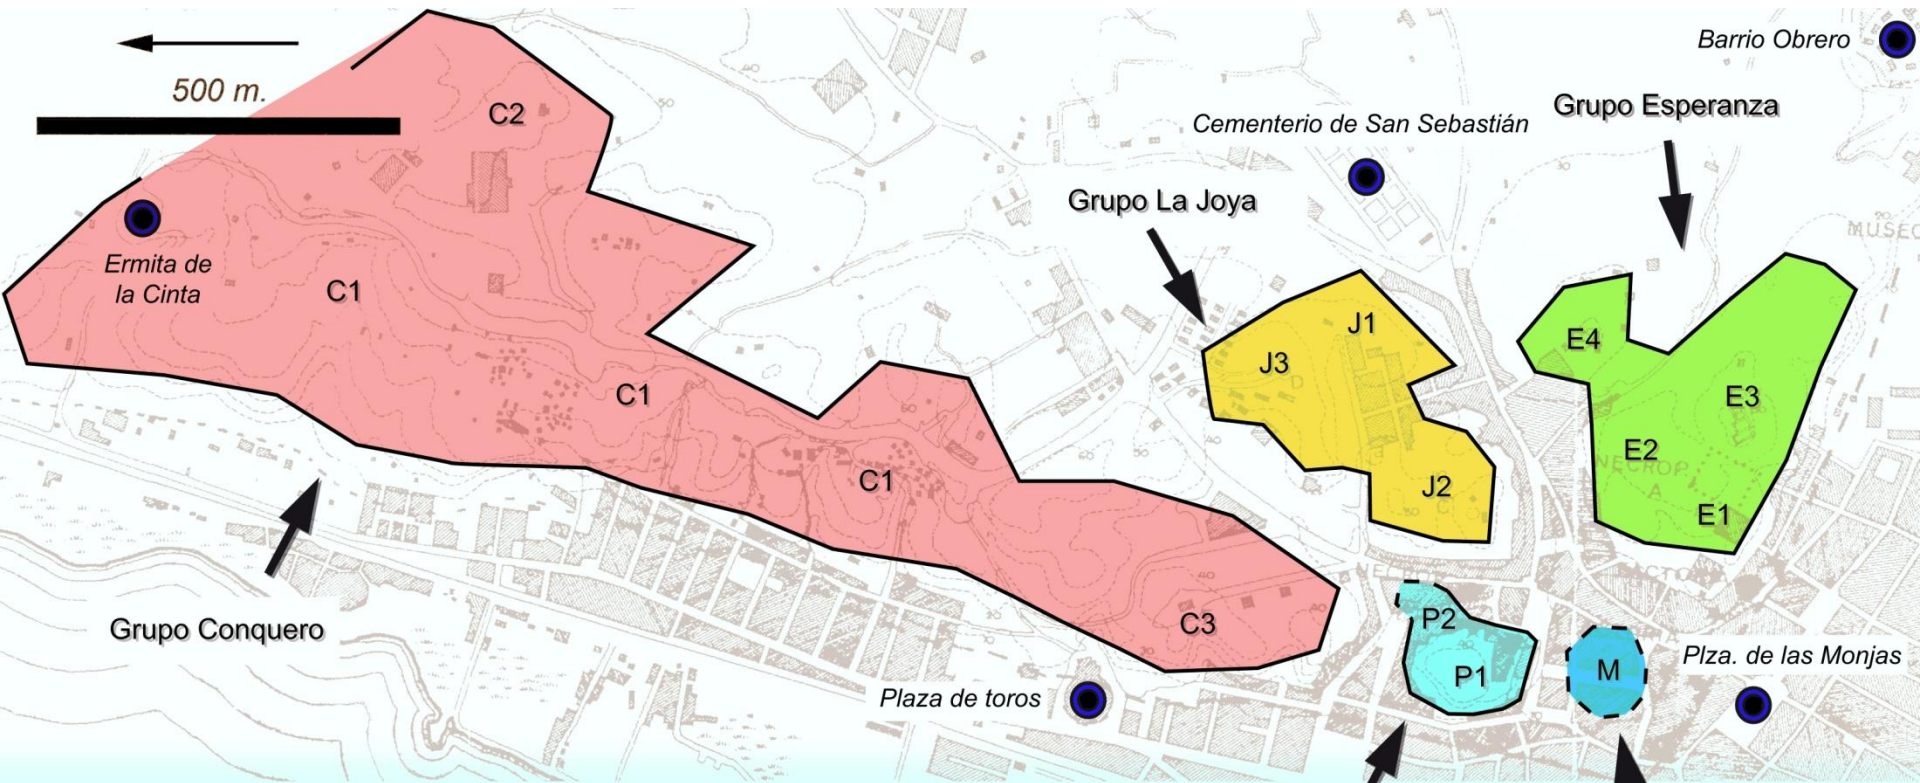 Barrio Obrero
500 m.
Grupo Esperanza
C2
Cementerio de San Sebastián
Grupo La Joya
MUSEO
Ermita de
la Cinta
C1
J1
E4
J3
C1
E3
E2
C1
J2
E1
Grupo Conquero
C3
P2
P1
M
Plza. de las Monjas
Plaza de toros